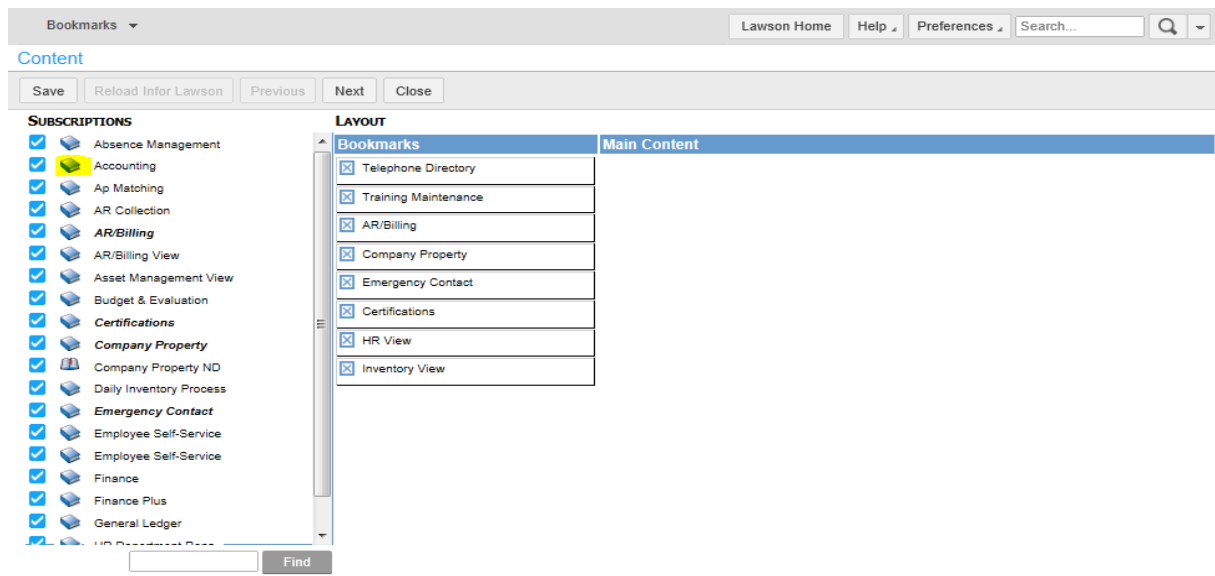 Bookmarks
Lawson Home Help Preferences Search...
Content
Save Reload Infor Lawson Previous Next Close
SUBSCRIPTIONS
Absence Management
Accounting
Ap Matching
AR Collection
AR/Billing
AR/Billing View
Asset Management View
Budget & Evaluation
Certifications
Company Property
Company Property ND
Daily Inventory Process
Emergency Contact
Employee Self-Service
Employee Self-Service
Finance
Finance Plus
General Ledger
Find
LAYOUT
Bookmarks
Telephone Directory
Training Maintenance
AR/Billing
Company Property
Emergency Contact
Certifications
HR View
Inventory View
Main Content